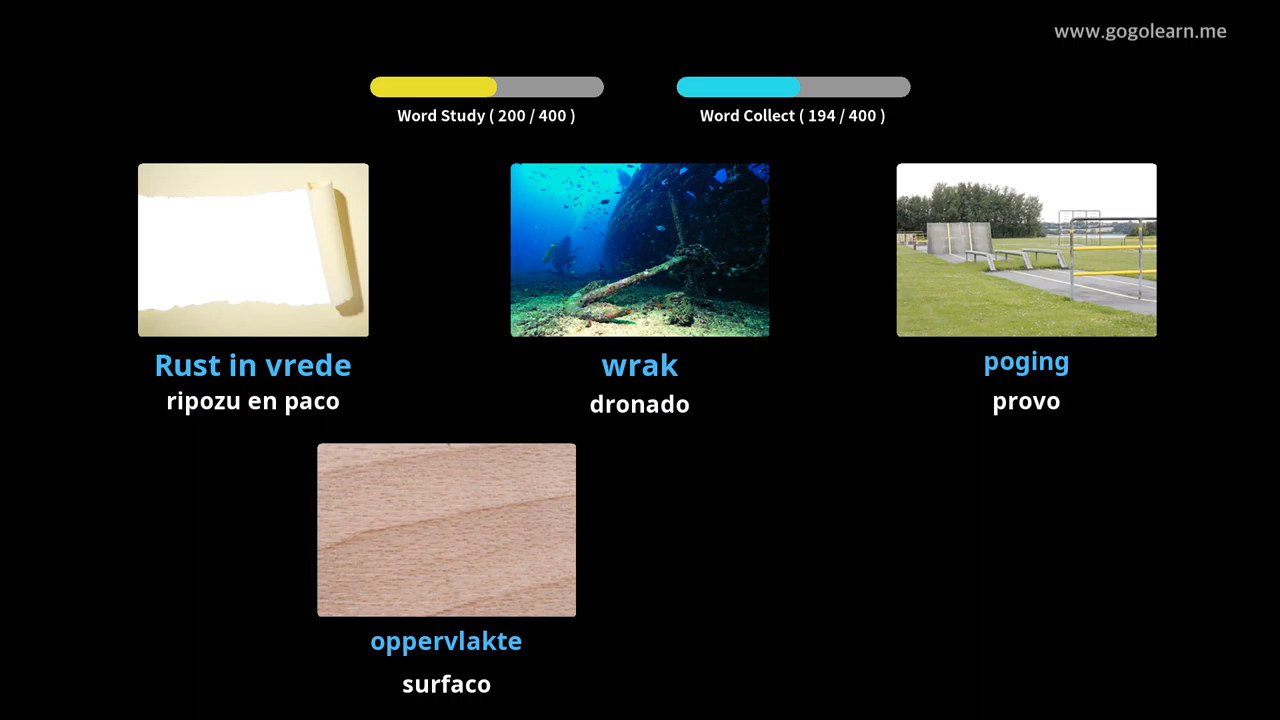 www.gogolearn.me
Word Study ( 200 / 400 )
Word Collect ( 194 / 400 )
Rust in vrede
ripozu en paco
wrak
dronado
poging
provo
oppervlakte
surfaco